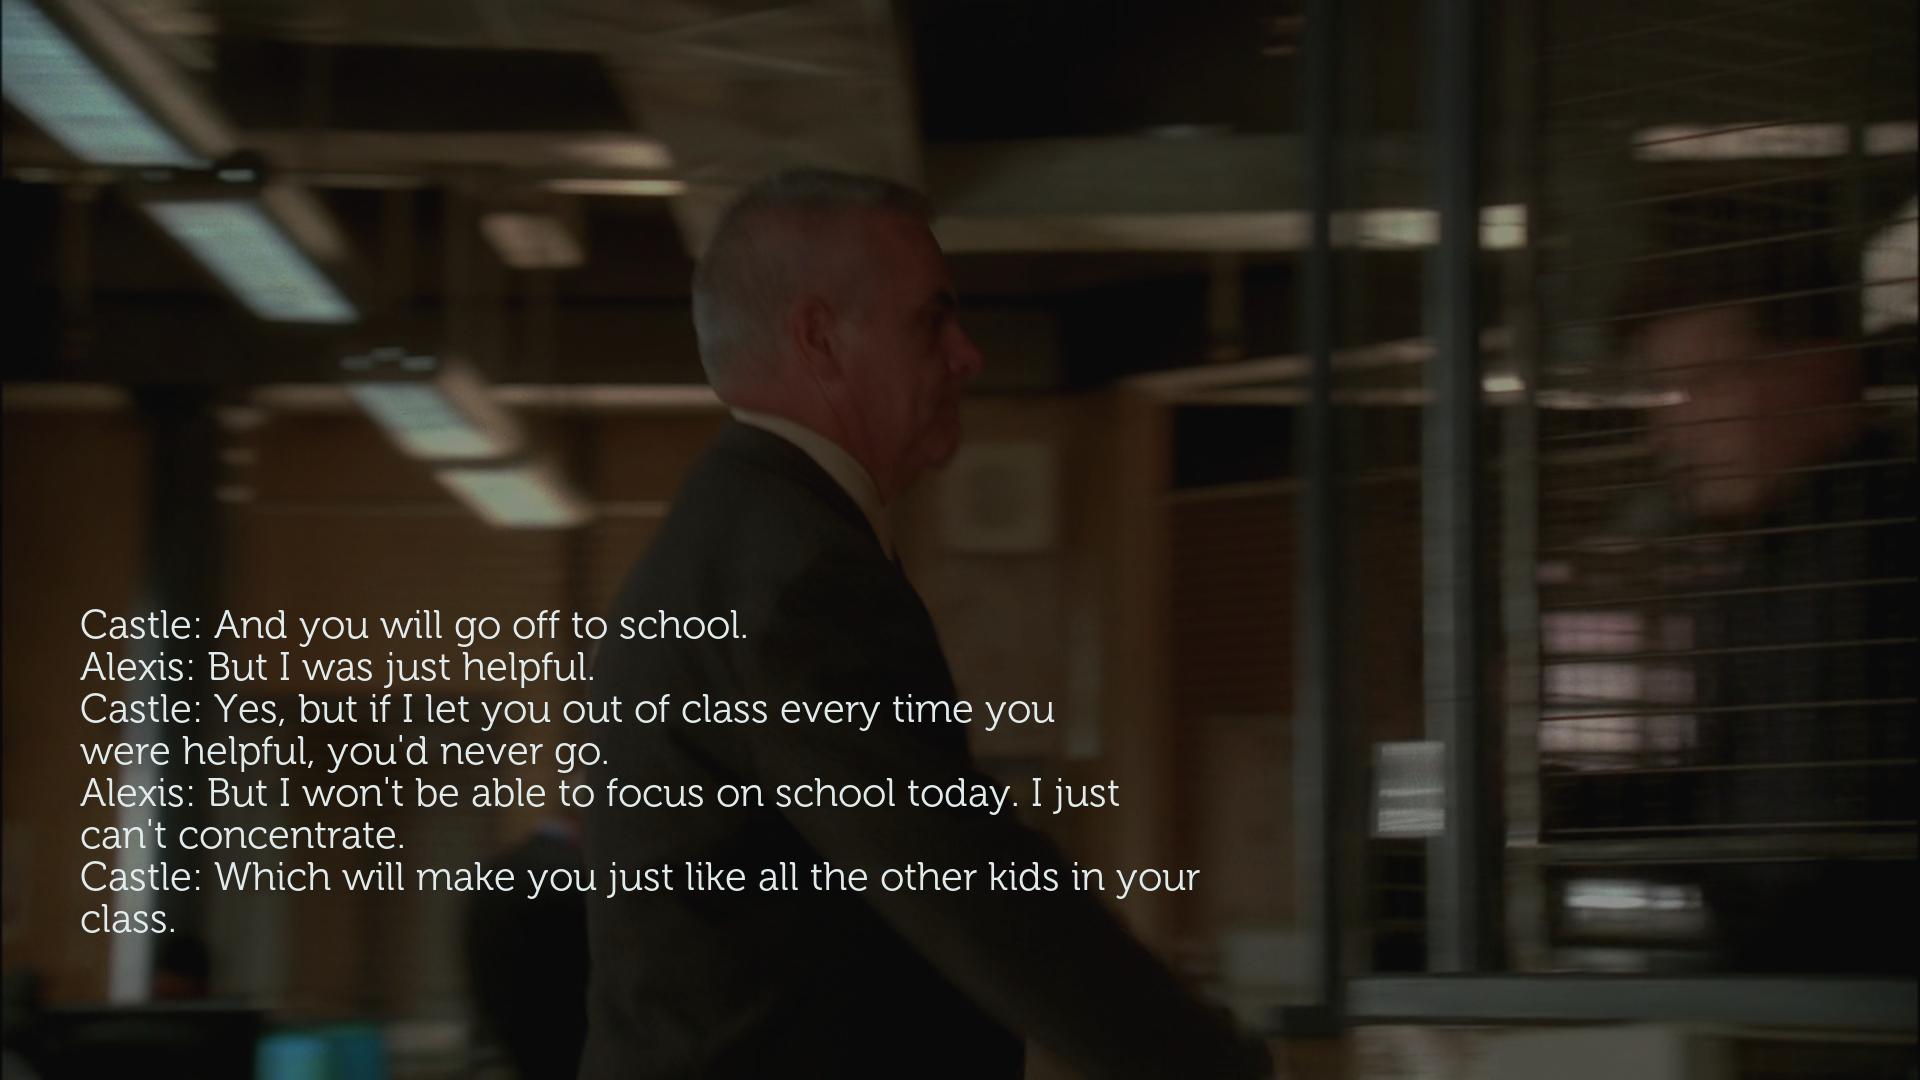 Castle: And you will go off to school.
Alexis: But I was just helpful.
Castle: Yes, but if I let you out of class every time you
were helpful, you'd never go.
Alexis: But I won't be able to focus on school today. I just
can't concentrate.
Castle: Which will make you just like all the other kids in your
class.